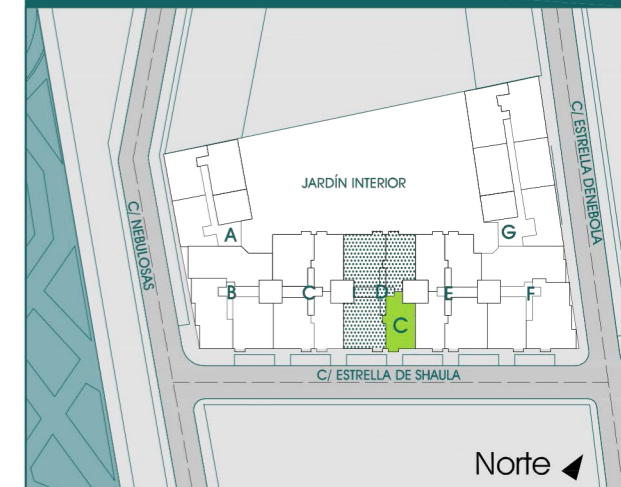 JARDÍN INTERIOR
C/ ESTRELLA DENEBOLA
C/ NEBULOSAS
A
G
B
C
D
E
F
C
C/ ESTRELLA DE SHAULA
Norte